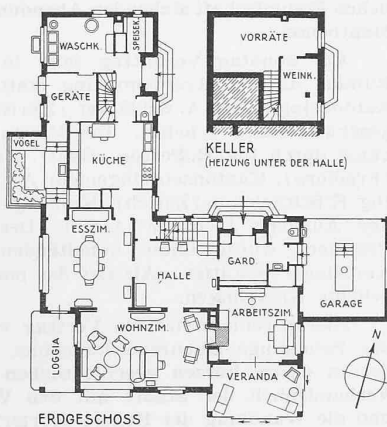 WASCHK.
SPEISEK.
GERÄTE
VÖGEL
KÜCHE
ESSZIM.
HALLE
GARD.
WOHNZIM.
ARBEITSZIM.
GARAGE
LOGGIA
VERANDA
ERDGESCHOSS
VORRÄTE
WEINK.
KELLER
(HEIZUNG UNTER DER HALLE)
N